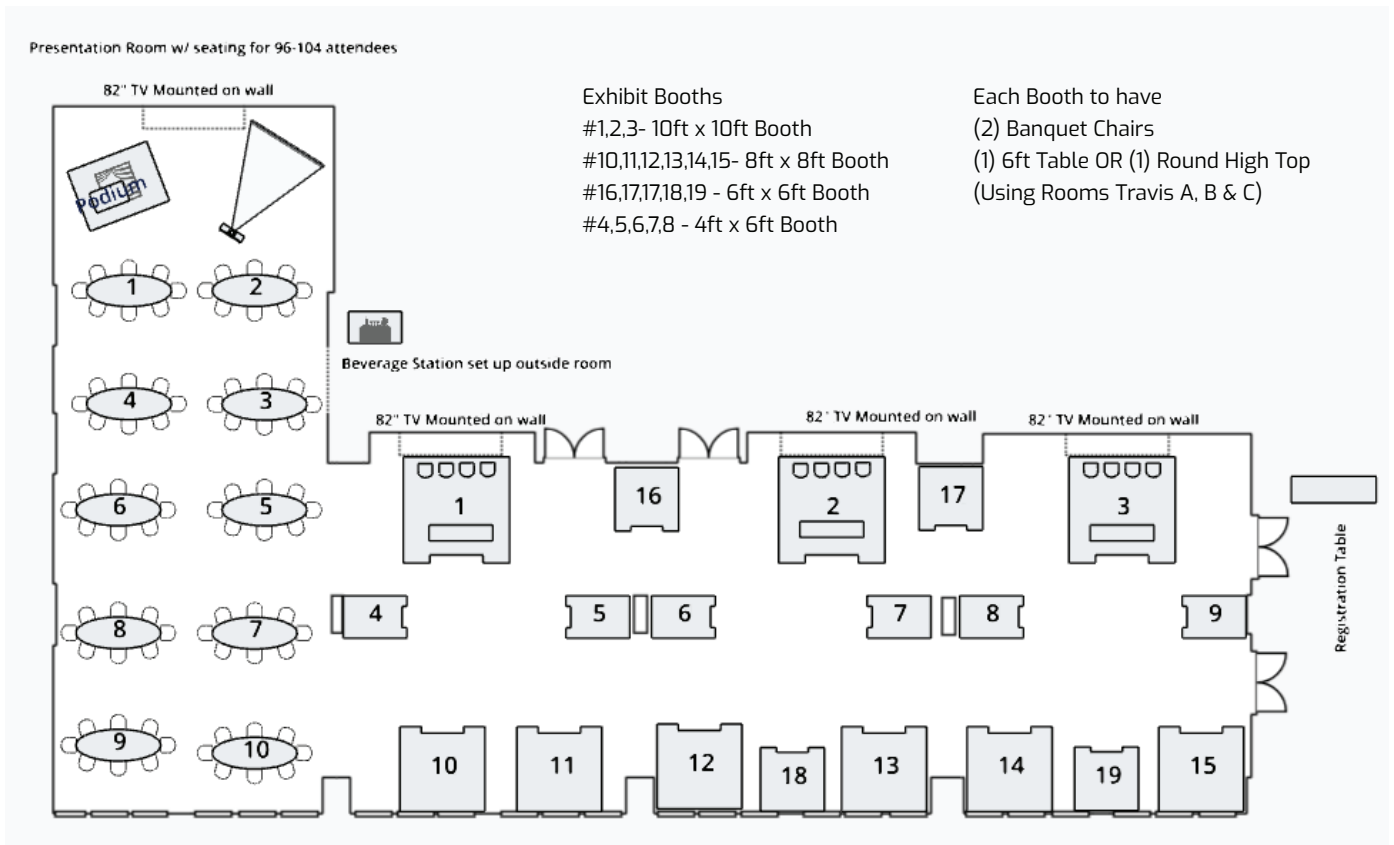 Presentation Room w/ seating for 96-104 attendees
82" TV Mounted on wall
Exhibit Booths
#1,2,3- 10ft x 10ft Booth
#10,11,12,13,14,15- 8ft x 8ft Booth
#16,17,17,18,19 - 6ft x 6ft Booth
#4,5,6,7,8 - 4ft x 6ft Booth
Each Booth to have
(2) Banquet Chairs
(1) 6ft Table OR (1) Round High Top
(Using Rooms Travis A, B & C)
Podium
1 2
Beverage Station set up outside room
4 3
82" TV Mounted on wall
82" TV Mounted on wall
82" TV Mounted on wall
6 5
1 16 2 17 3
Registration Table
8 7
4 5 6 7 8 9
9 10
10 11 12 18 13 14 19 15